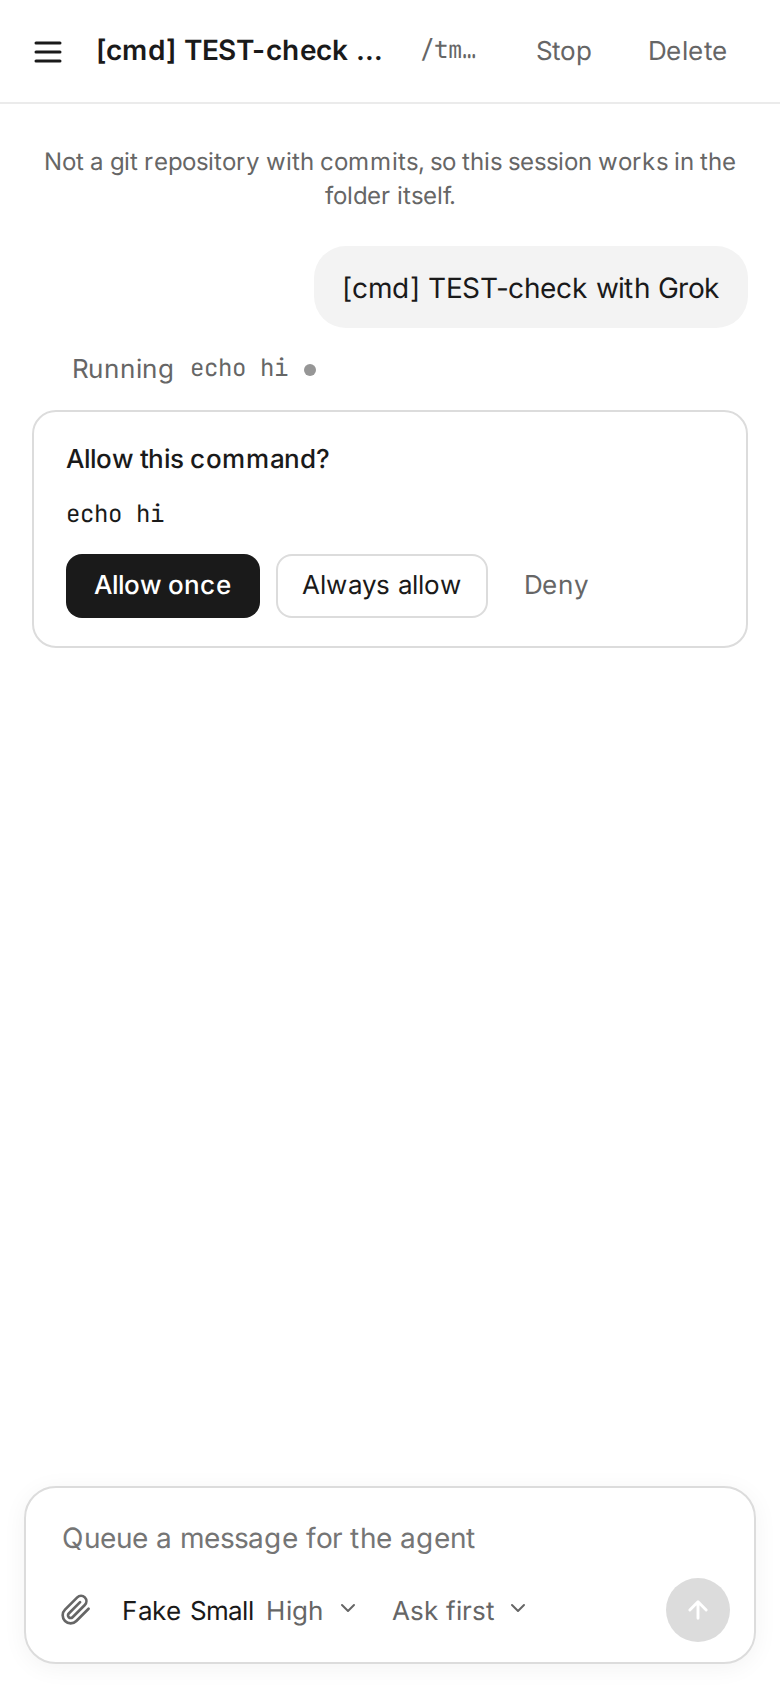 [cmd] TEST-check ... /tm… Stop Delete
Not a git repository with commits, so this session works in the
folder itself.
[cmd] TEST-check with Grok
Running echo hi
Allow this command?
echo hi
Allow once Always allow Deny
Queue a message for the agent
Fake Small High Ask first